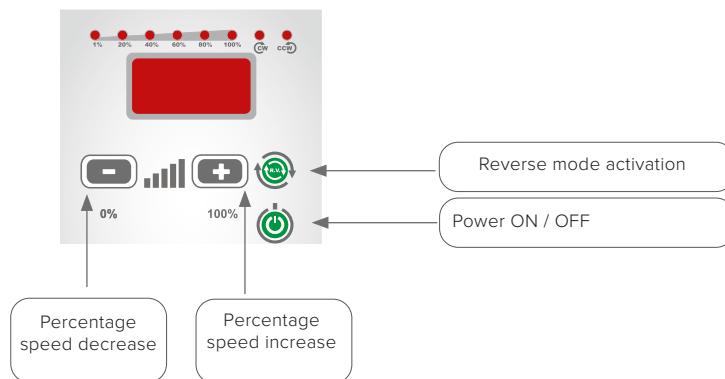 1% 20% 40% 60% 80% 100% CW CCW
R.V.
0% 100%
Reverse mode activation
Power ON / OFF
Percentage
speed decrease
Percentage
speed increase